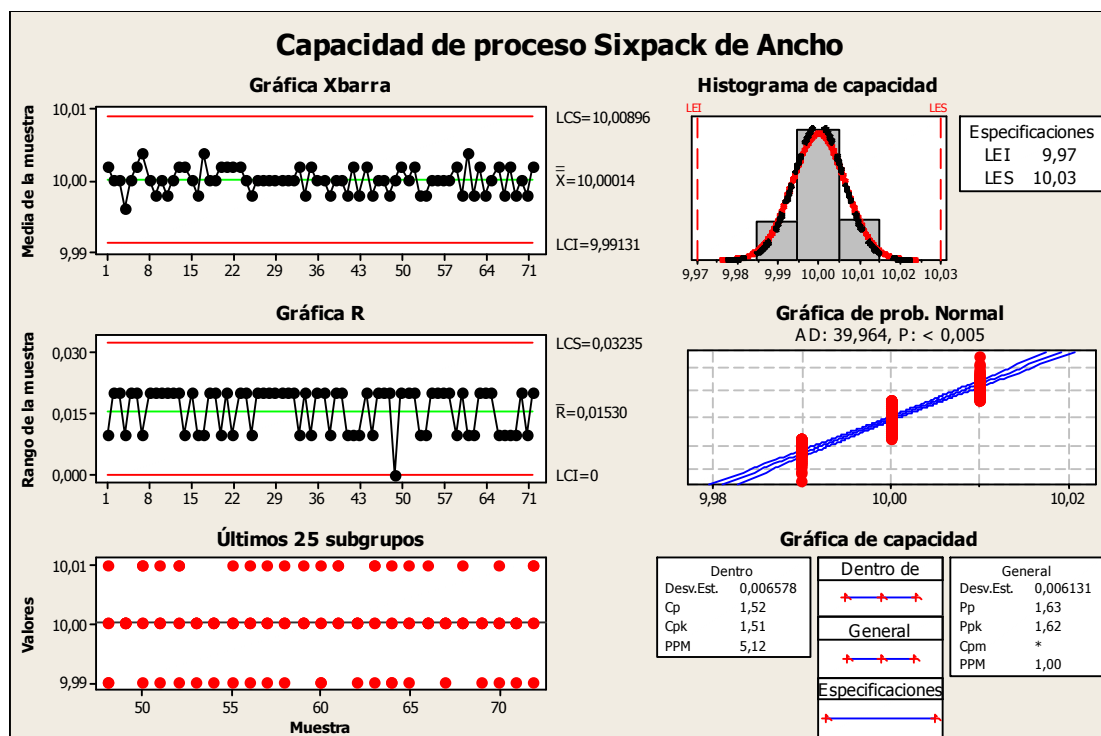 Capacidad de proceso Sixpack de Ancho
Gráfica Xbarra
Media de la muestra
10,01
10,00
9,99
1 8 15 22 29 36 43 50 57 64 71
LCS=10,00896
X=10,00014
LCI=9,99131
Gráfica R
Rango de la muestra
0,030
0,015
0,000
1 8 15 22 29 36 43 50 57 64 71
LCS=0,03235
R=0,01530
LCI=0
Últimos 25 subgrupos
Valores
10,01
10,00
9,99
50 55 60 65 70
Muestra
Histograma de capacidad
LEI LES
9,97 9,98 9,99 10,00 10,01 10,02 10,03
Especificaciones
LEI 9,97
LES 10,03
Gráfica de prob. Normal
AD: 39,964, P: < 0,005
9,98 10,00 10,02
Gráfica de capacidad
Dentro
Desv.Est. 0,006578
Cp 1,52
Cpk 1,51
PPM 5,12
Dentro de
General
Especificaciones
General
Desv.Est. 0,006131
Pp 1,63
Ppk 1,62
Cpm *
PPM 1,00